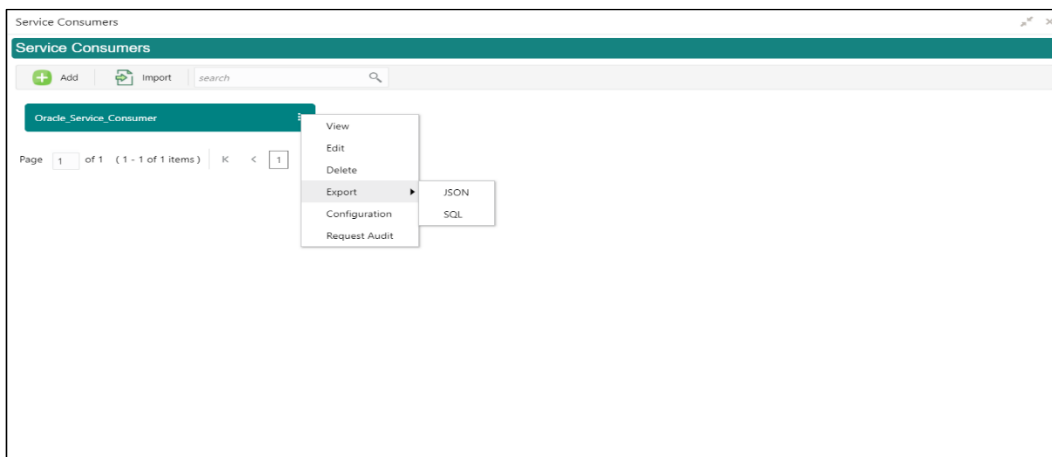 Service Consumers
Service Consumers
Add Import search
Oracle_Service_Consumer
View
Edit
Delete
Export JSON
SQL
Configuration
Request Audit
Page 1 of 1 ( 1 - 1 of 1 items ) K < 1